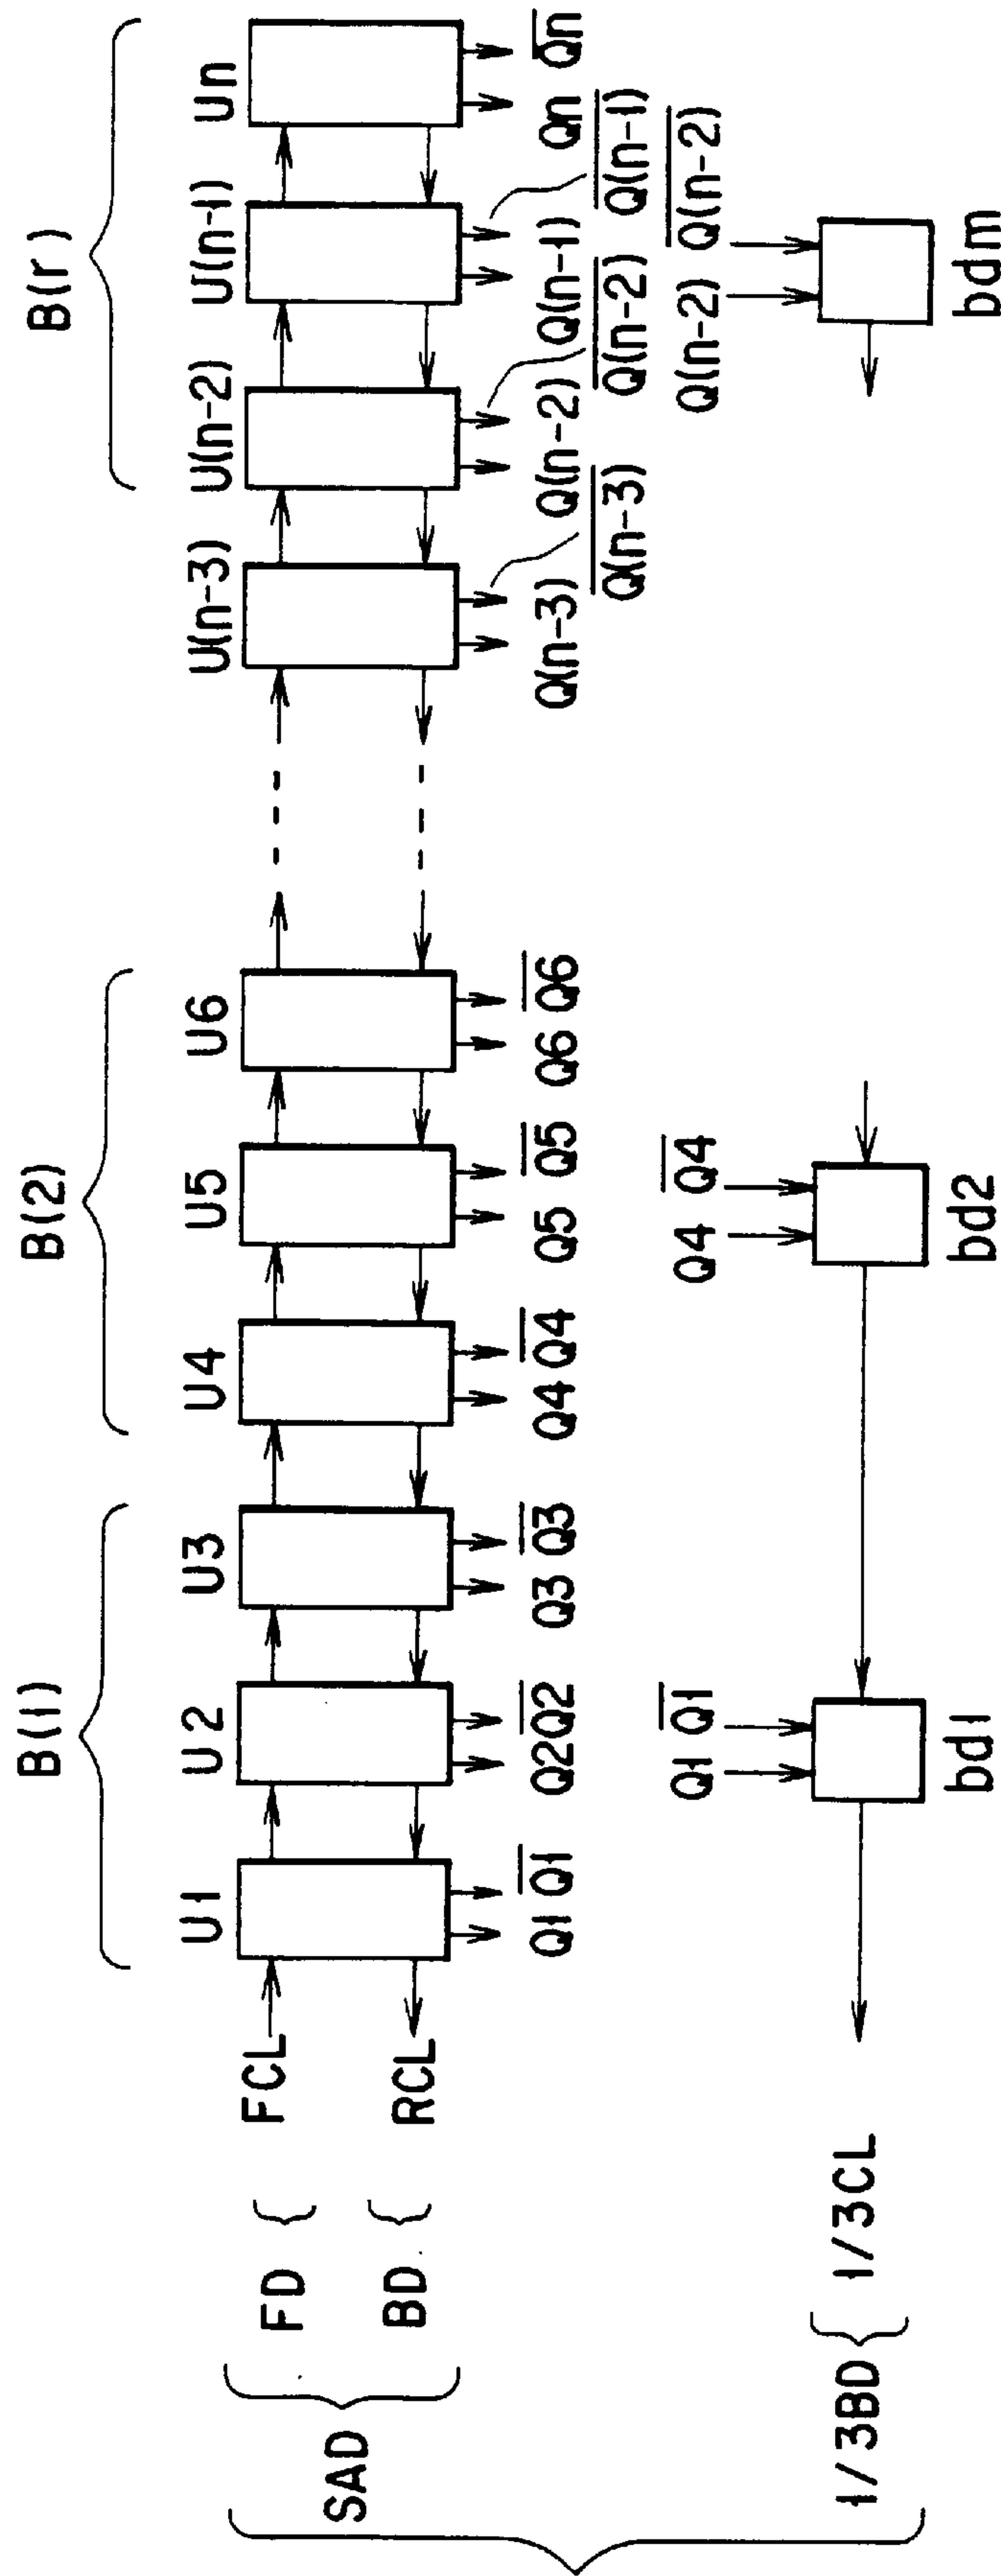 B(1) B(2) B(r)
U1 U2 U3 U4 U5 U6 U(n-3) U(n-2) U(n-1) Un
FD FCL
SAD
BD RCL
Q1 Q̅1̅ Q2 Q̅2̅ Q3 Q̅3̅ Q4 Q̅4̅ Q5 Q̅5̅ Q6 Q̅6̅ Q(n-3) Q(n-2) Q(n-1) Qn Q̅n̅
Q̅(̅n̅-̅3̅)̅ Q̅(̅n̅-̅2̅)̅ Q̅(̅n̅-̅1̅)̅
Q1 Q̅1̅ Q4 Q̅4̅ Q(n-2) Q̅(̅n̅-̅2̅)̅
1/3BD 1/3CL
bd1 bd2 bdm